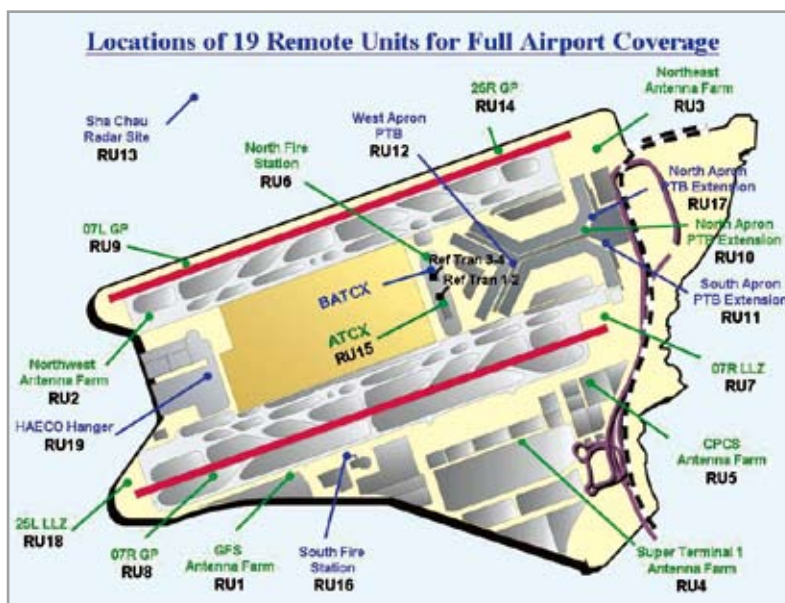 Locations of 19 Remote Units for Full Airport Coverage
Sha Chau
Radar Site
RU13
North Fire
Station
RU6
West Apron
PTB
RU12
25R GP
RU14
Northeast
Antenna Farm
RU3
North Apron
PTB Extension
RU17
North Apron
PTB Extension
RU10
South Apron
PTB Extension
RU11
07L GP
RU9
Ref Tran 3-4
Ref Tran 1-2
BATCX
ATCX
RU15
Northwest
Antenna Farm
RU2
HAECO Hanger
RU19
07R LLZ
RU7
CPCS
Antenna Farm
RU5
25L LLZ
RU18
07R GP
RU8
GFS
Antenna Farm
RU1
South Fire
Station
RU16
Super Terminal 1
Antenna Farm
RU4